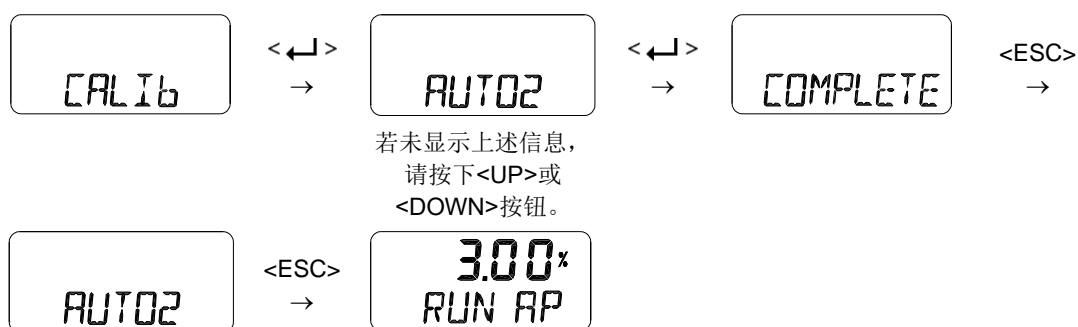 <↵> <↵> <ESC>
CALIb → AUTO2 → COMPLETE →
若未显示上述信息，
请按下<UP>或
<DOWN>按钮。
<ESC> 3.00%
AUTO2 → RUN AP